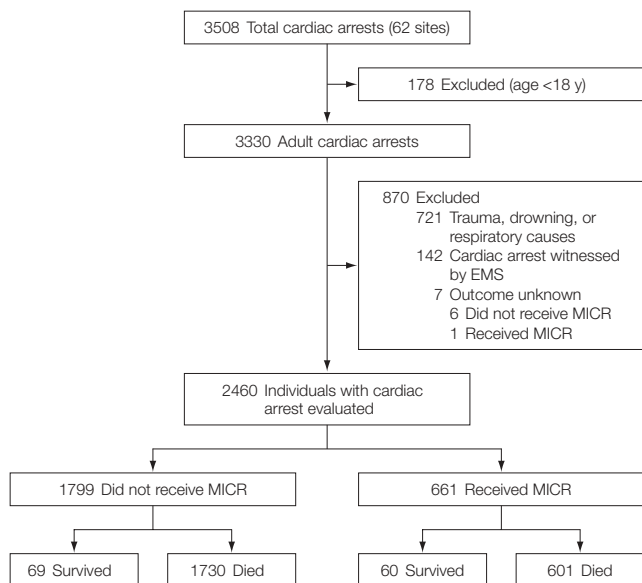 3508 Total cardiac arrests (62 sites)
178 Excluded (age <18 y)
3330 Adult cardiac arrests
870 Excluded
721 Trauma, drowning, or
respiratory causes
142 Cardiac arrest witnessed
by EMS
7 Outcome unknown
6 Did not receive MICR
1 Received MICR
2460 Individuals with cardiac
arrest evaluated
1799 Did not receive MICR
661 Received MICR
69 Survived
1730 Died
60 Survived
601 Died